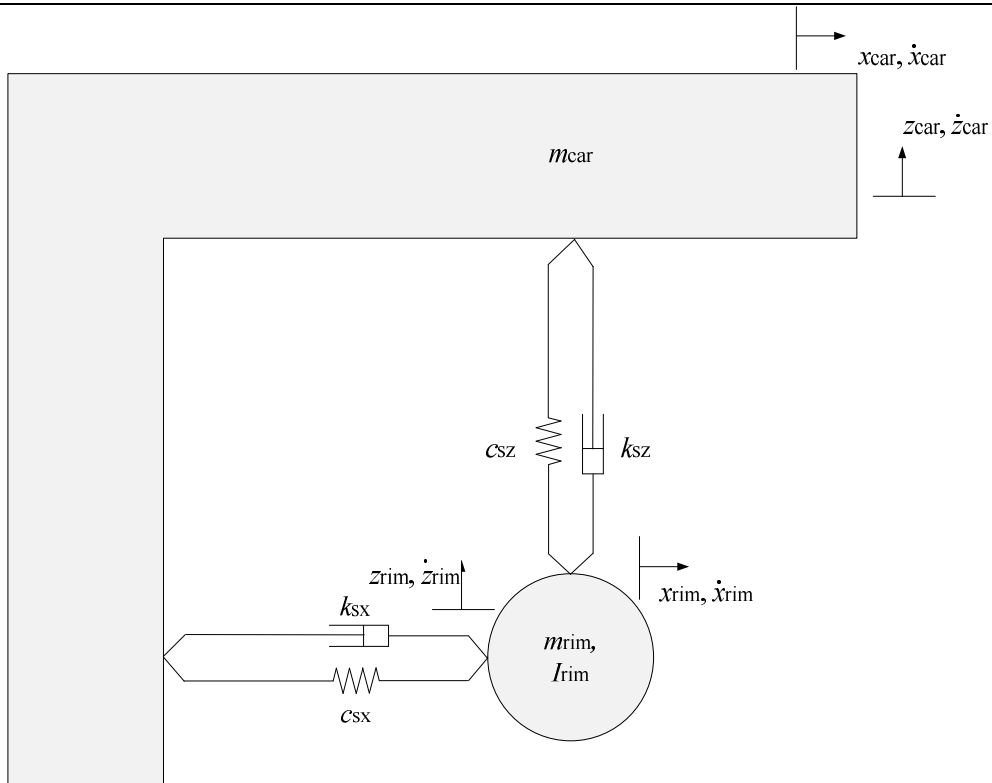 xcar, ẋcar
zcar, żcar
mcar
csz
ksz
zrim, żrim
xrim, ẋrim
ksx
mrim,
Irim
csx